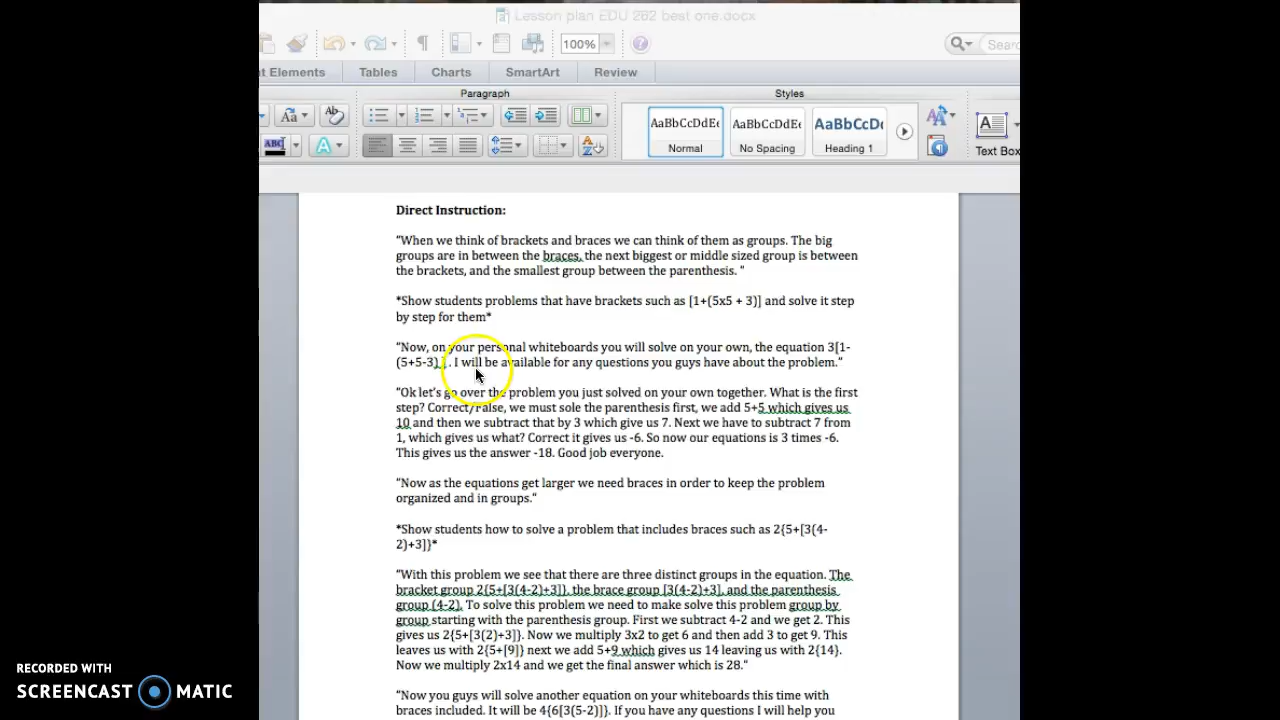 Lesson plan EDU 262 best one.docx
100%
Searc
nt Elements
Tables
Charts
SmartArt
Review
Paragraph
Styles
Aa
ABC
A
AaBbCcDdEe
AaBbCcDdEe
AaBbCcDc
Normal
No Spacing
Heading 1
Text Box
Direct Instruction:
"When we think of brackets and braces we can think of them as groups. The big
groups are in between the braces, the next biggest or middle sized group is between
the brackets, and the smallest group between the parenthesis. "
*Show students problems that have brackets such as [1+(5x5 + 3)] and solve it step
by step for them*
"Now, on your personal whiteboards you will solve on your own, the equation 3[1-
(5+5-3) ] . I will be available for any questions you guys have about the problem."
"Ok let's go over the problem you just solved on your own together. What is the first
step? Correct/False, we must sole the parenthesis first, we add 5+5 which gives us
10 and then we subtract that by 3 which give us 7. Next we have to subtract 7 from
1, which gives us what? Correct it gives us -6. So now our equations is 3 times -6.
This gives us the answer -18. Good job everyone.
"Now as the equations get larger we need braces in order to keep the problem
organized and in groups."
*Show students how to solve a problem that includes braces such as 2{5+[3(4-
2)+3]}*
"With this problem we see that there are three distinct groups in the equation. The
bracket group 2{5+[3(4-2)+3]}, the brace group [3(4-2)+3], and the parenthesis
group (4-2). To solve this problem we need to make solve this problem group by
group starting with the parenthesis group. First we subtract 4-2 and we get 2. This
gives us 2{5+[3(2)+3]}. Now we multiply 3x2 to get 6 and then add 3 to get 9. This
leaves us with 2{5+[9]} next we add 5+9 which gives us 14 leaving us with 2{14}.
Now we multiply 2x14 and we get the final answer which is 28."
"Now you guys will solve another equation on your whiteboards this time with
braces included. It will be 4{6[3(5-2)]}. If you have any questions I will help you
RECORDED WITH
SCREENCAST MATIC